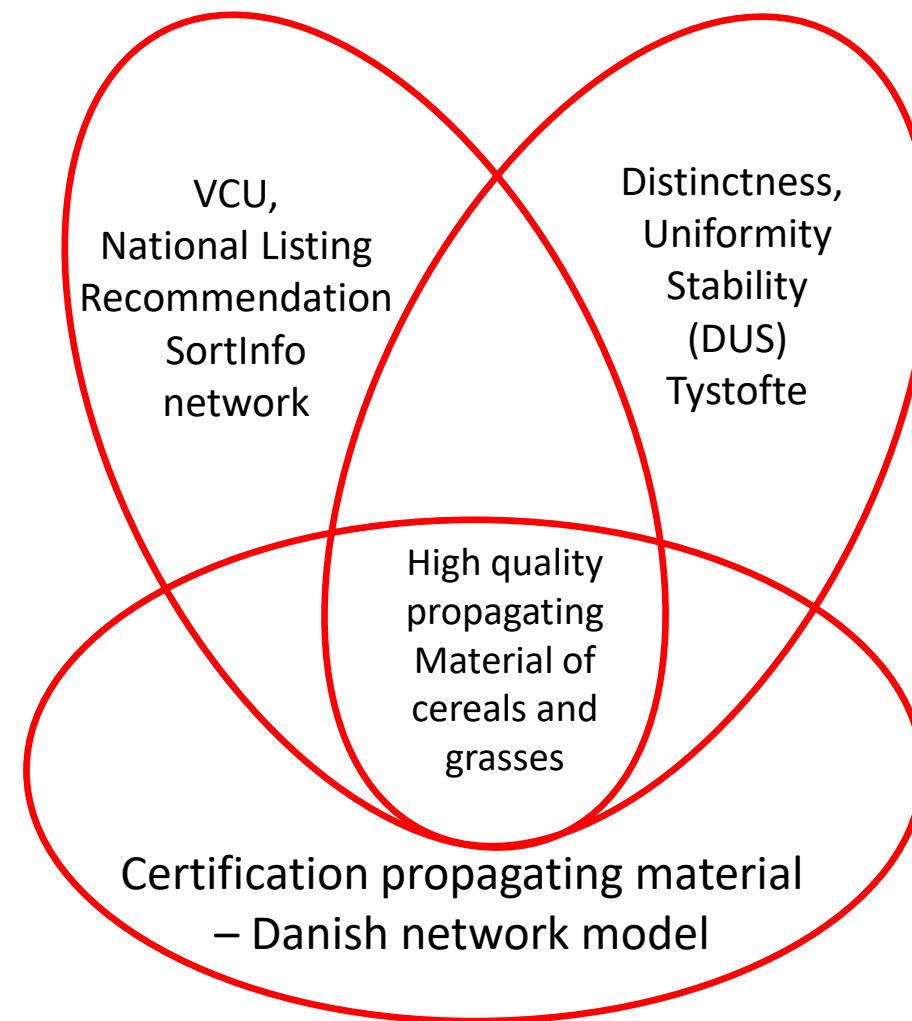 VCU,
National Listing
Recommendation
SortInfo
network
Distinctness,
Uniformity
Stability
(DUS)
Tystofte
High quality
propagating
Material of
cereals and
grasses
Certification propagating material
– Danish network model